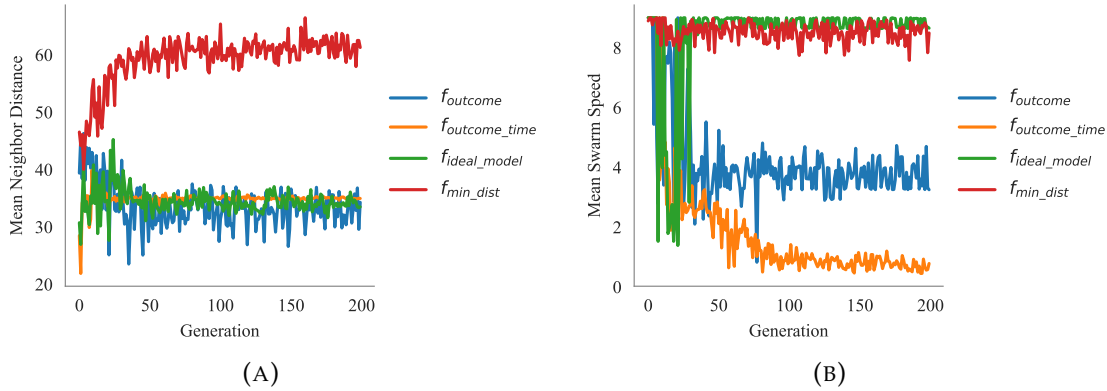 60
50
40
30
20
Mean Neighbor Distance
0
50
100
150
200
Generation
f_outcome
f_outcome_time
f_ideal_model
f_min_dist
(A)
8
6
4
2
0
Mean Swarm Speed
0
50
100
150
200
Generation
f_outcome
f_outcome_time
f_ideal_model
f_min_dist
(B)